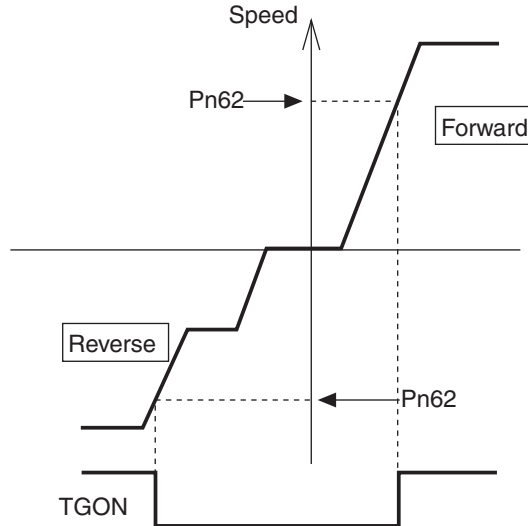 Speed
Pn62
Forward
Reverse
Pn62
TGON